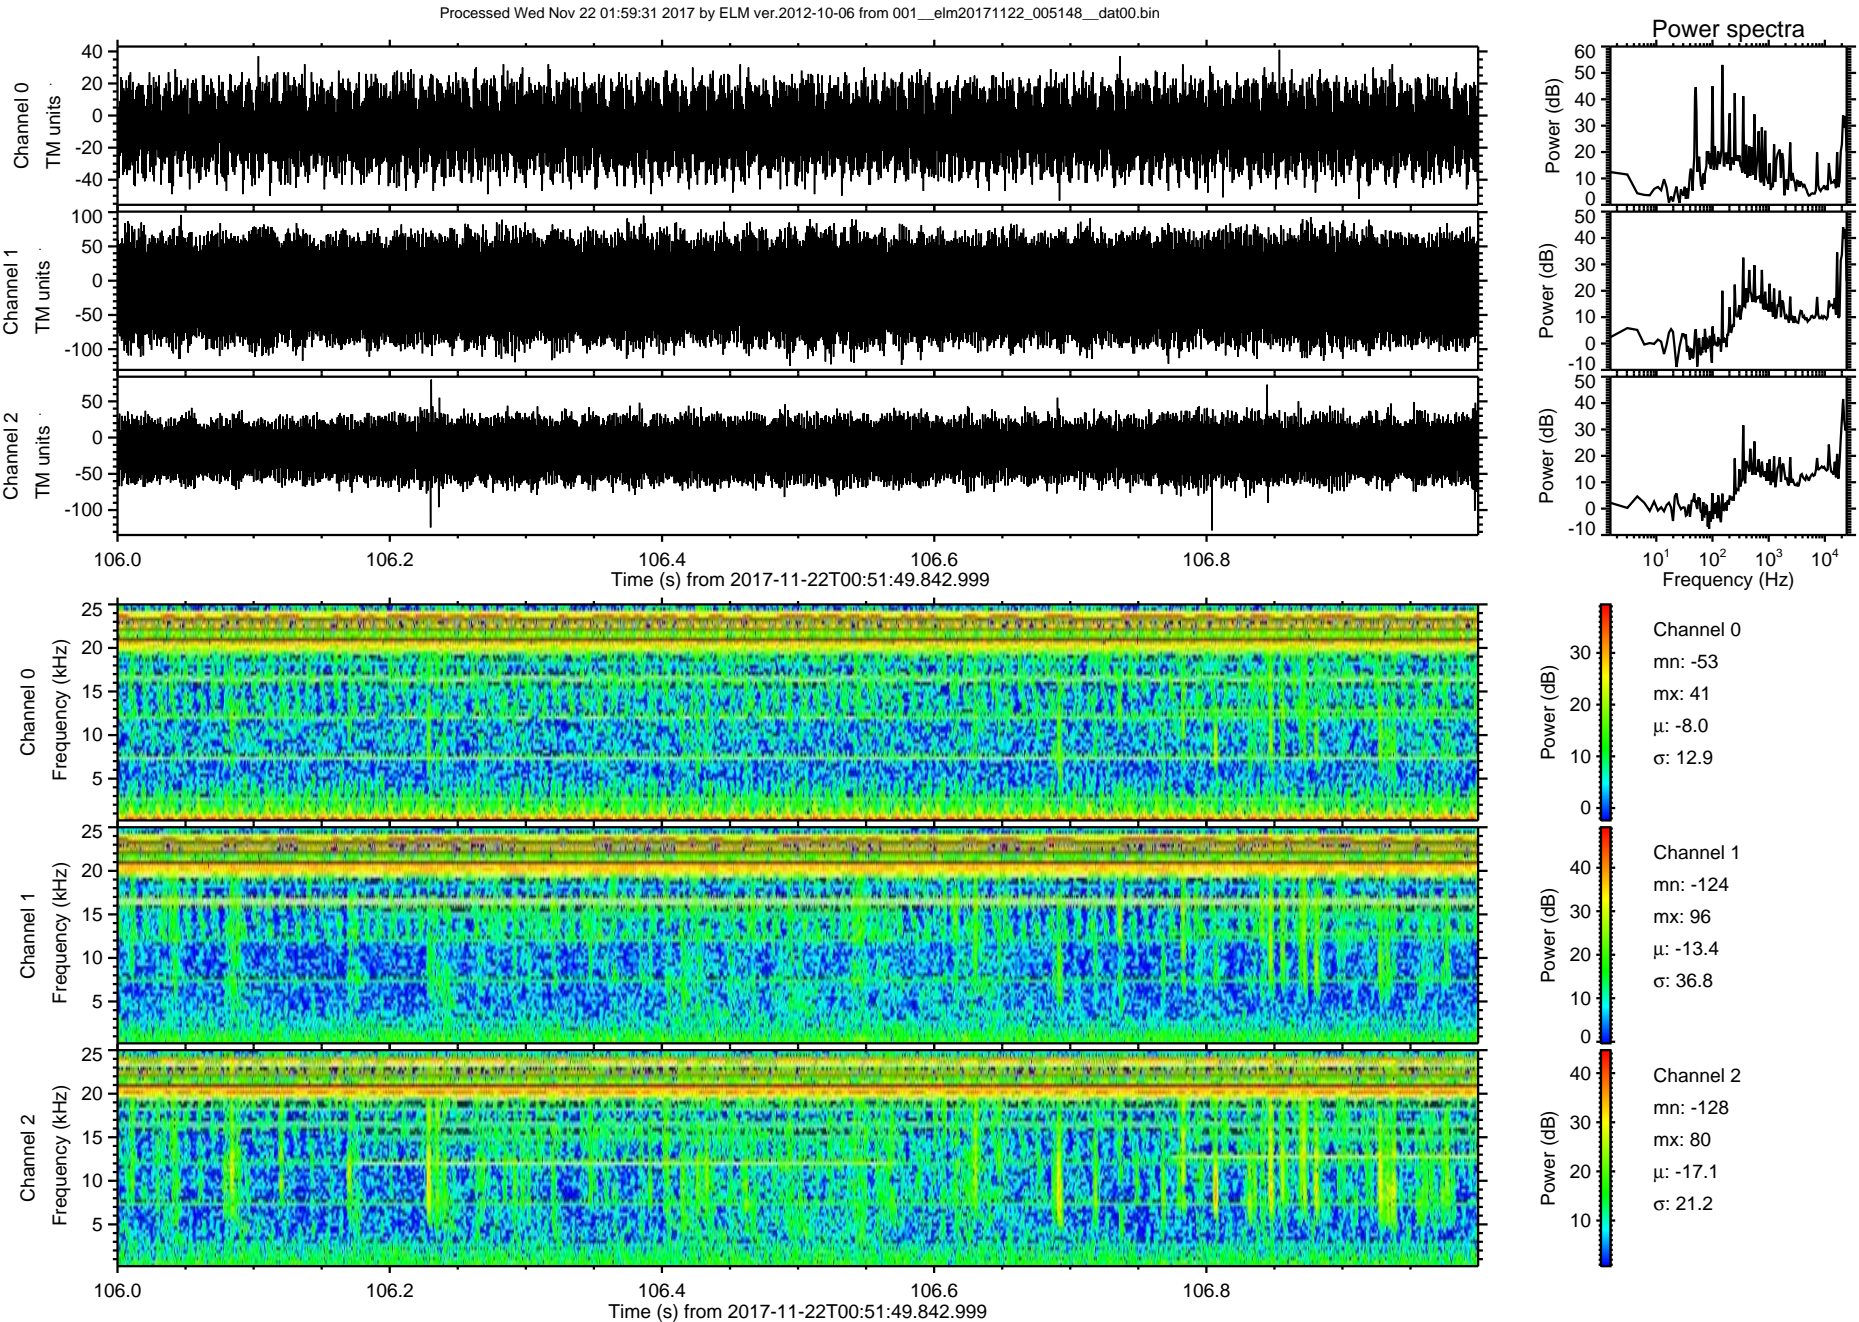 Processed Wed Nov 22 01:59:31 2017 by ELM ver.2012-10-06 from 001__elm20171122_005148__dat00.bin
Power spectra
Channel 0
TM units
40
20
0
-20
-40
Power (dB)
60
50
40
30
20
10
0
Channel 1
TM units
100
50
0
-50
-100
Power (dB)
50
40
30
20
10
0
-10
Channel 2
TM units
50
0
-50
-100
Power (dB)
50
40
30
20
10
0
-10
106.0 106.2 106.4 106.6 106.8
Time (s) from 2017-11-22T00:51:49.842.999
10¹ 10² 10³ 10⁴
Frequency (Hz)
Channel 0
Frequency (kHz)
25
20
15
10
5
Power (dB)
30
20
10
0
Channel 0
mn: -53
mx: 41
μ: -8.0
σ: 12.9
Channel 1
Frequency (kHz)
25
20
15
10
5
Power (dB)
40
30
20
10
0
Channel 1
mn: -124
mx: 96
μ: -13.4
σ: 36.8
Channel 2
Frequency (kHz)
25
20
15
10
5
Power (dB)
40
30
20
10
Channel 2
mn: -128
mx: 80
μ: -17.1
σ: 21.2
106.0 106.2 106.4 106.6 106.8
Time (s) from 2017-11-22T00:51:49.842.999